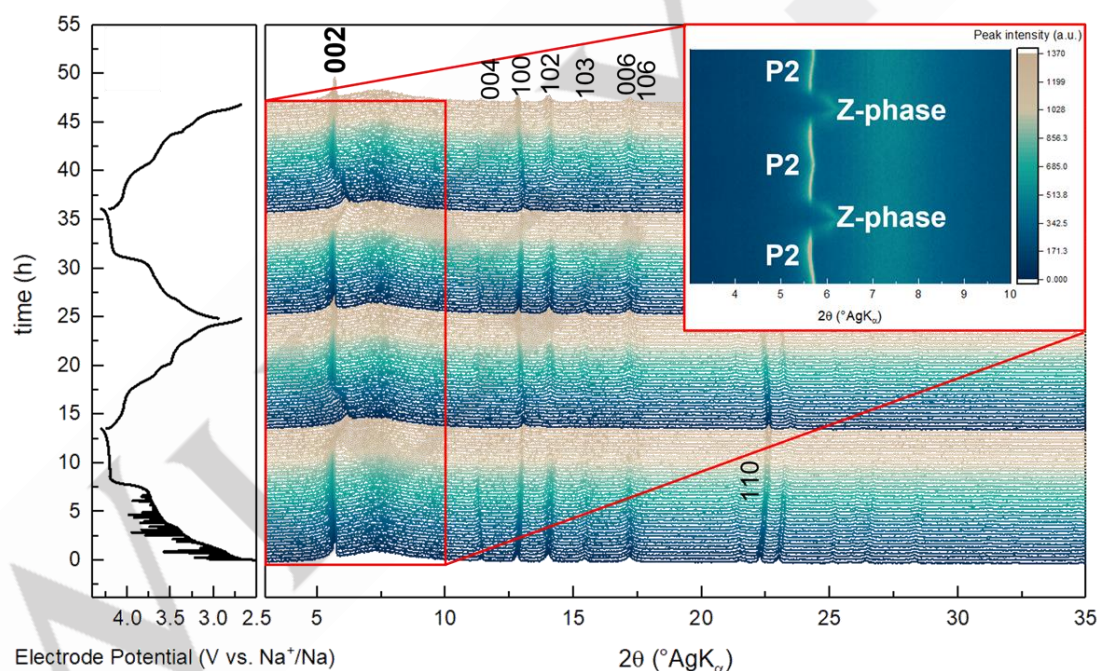 55
50
45
40
35
30
25
20
15
10
5
0
time (h)
4.0 3.5 3.0 2.5
Electrode Potential (V vs. Na⁺/Na)
002
004
100
102
103
006
106
110
5 10 15 20 25 30 35
2θ (°AgKα)
Peak intensity (a.u.)
1370
1199
1028
856.3
685.0
513.8
342.5
171.3
0.000
P2
Z-phase
P2
Z-phase
P2
4 5 6 7 8 9 10
2θ (°AgKα)